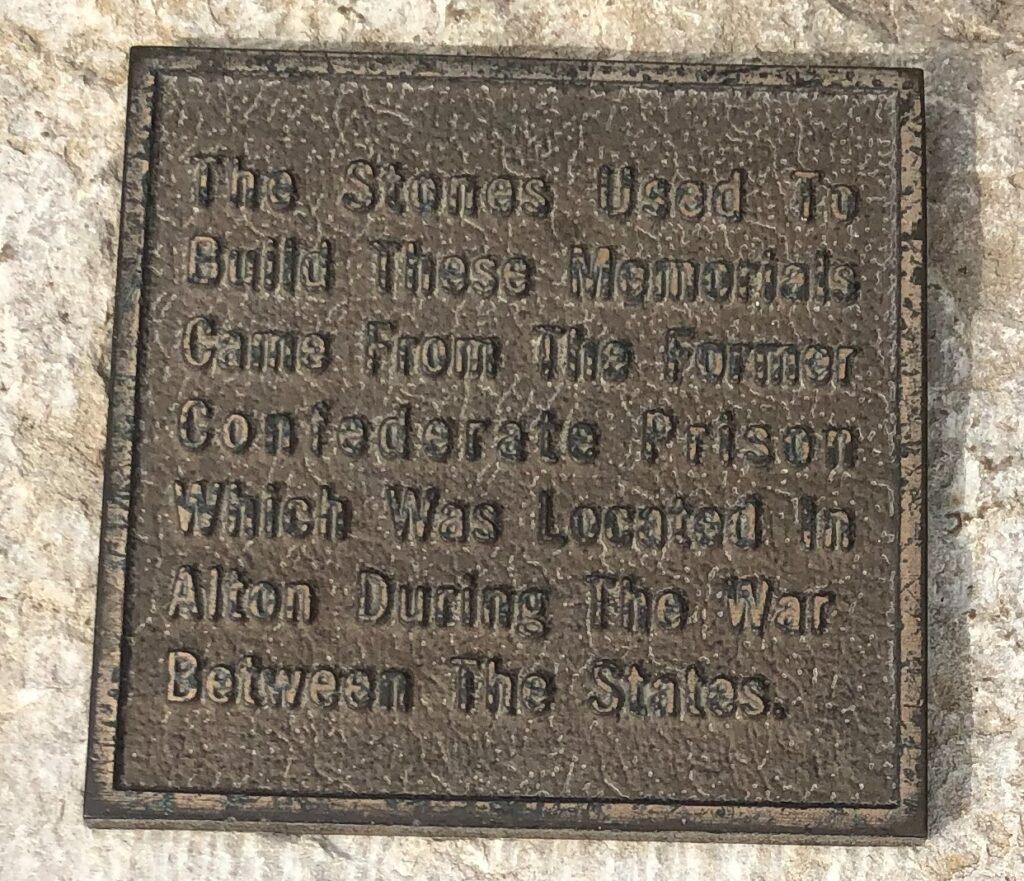 The Stones Used To
Build These Memorials
Came From The Former
Confederate Prison
Which Was Located In
Alton During The War
Between The States.